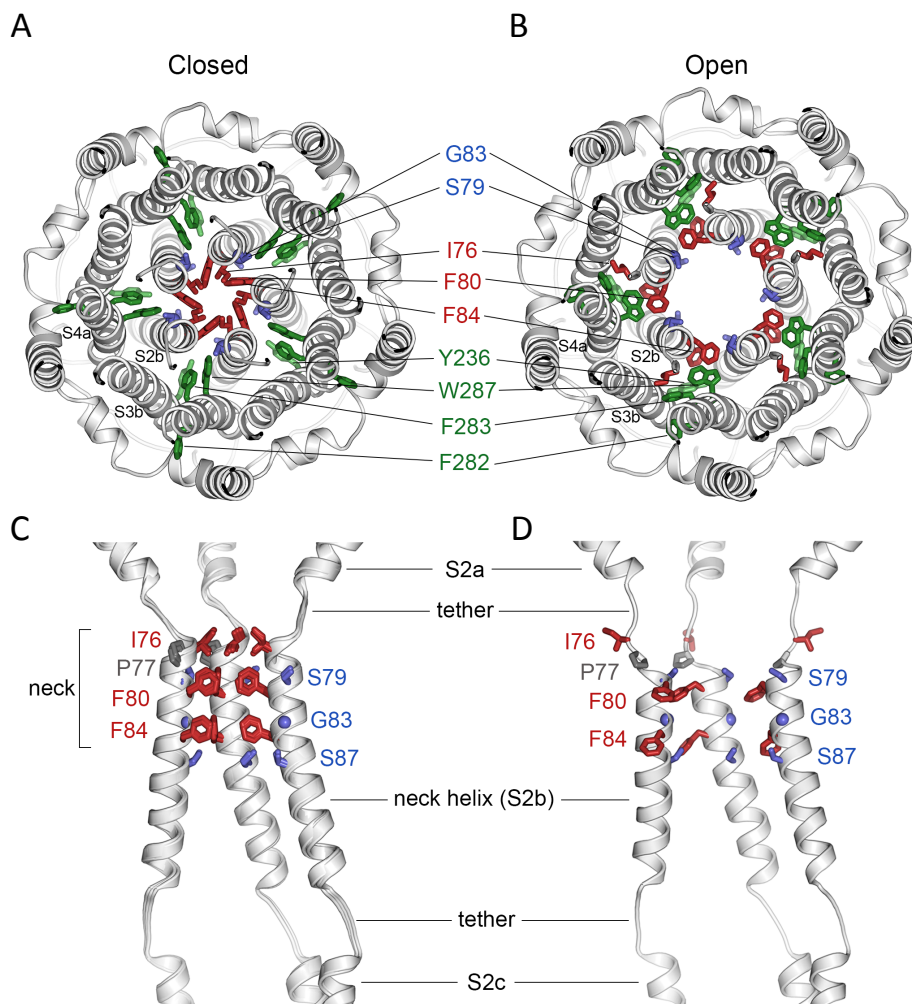 A
B
Closed
Open
G83
S79
I76
F80
F84
Y236
W287
F283
F282
S4a
S2b
S3b
S4a
S2b
S3b
C
D
S2a
tether
neck
I76
P77
F80
F84
S79
G83
S87
I76
P77
F80
F84
S79
G83
S87
neck helix (S2b)
tether
S2c